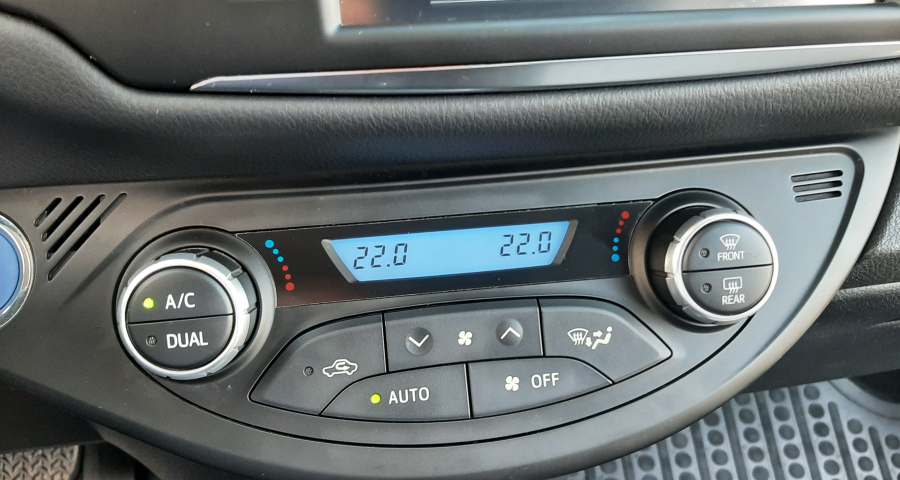 22.0 22.0
A/C
DUAL
FRONT
REAR
AUTO
OFF